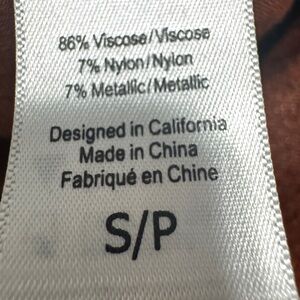 86% Viscose/Viscose
7% Nylon/Nylon
7% Metallic/Metallic
Designed in California
Made in China
Fabriqué en Chine
S/P